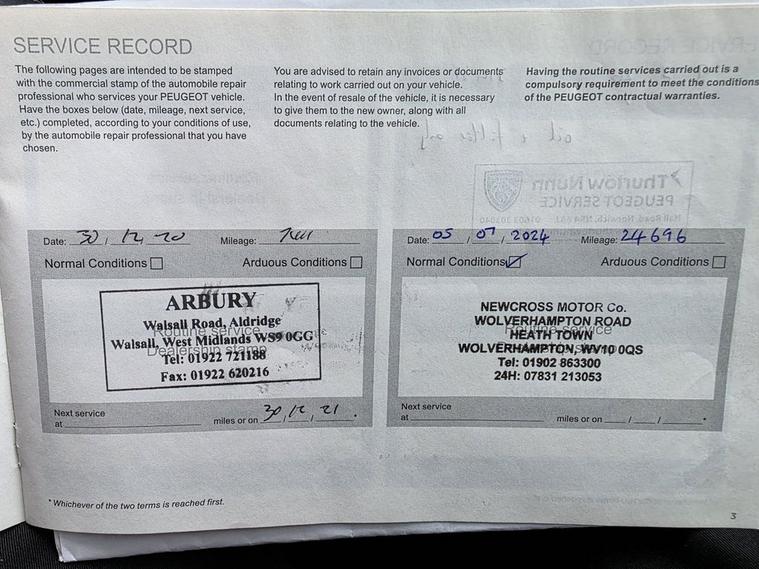 SERVICE RECORD
The following pages are intended to be stamped
with the commercial stamp of the automobile repair
professional who services your PEUGEOT vehicle.
Have the boxes below (date, mileage, next service,
etc.) completed, according to your conditions of use,
by the automobile repair professional that you have
chosen.
You are advised to retain any invoices or documents
relating to work carried out on your vehicle.
In the event of resale of the vehicle, it is necessary
to give them to the new owner, along with all
documents relating to the vehicle.
Having the routine services carried out is a
compulsory requirement to meet the conditions
of the PEUGEOT contractual warranties.
Date: 30 / 12 20 Mileage:
Normal Conditions Arduous Conditions
ARBURY
Walsall Road, Aldridge
Walsall, West Midlands WS9 0GG
Tel: 01922 721188
Fax: 01922 620216
Routine service
Dealership stamp
Next service
at miles or on 30, 12, 21 .
Date: 05 / 07 / 2024 Mileage: 24696
Normal Conditions Arduous Conditions
NEWCROSS MOTOR Co.
WOLVERHAMPTON ROAD
HEATH TOWN
WOLVERHAMPTON, WV10 0QS
Tel: 01902 863300
24H: 07831 213053
Routine service
Next service
at miles or on / / *
* Whichever of the two terms is reached first.
3